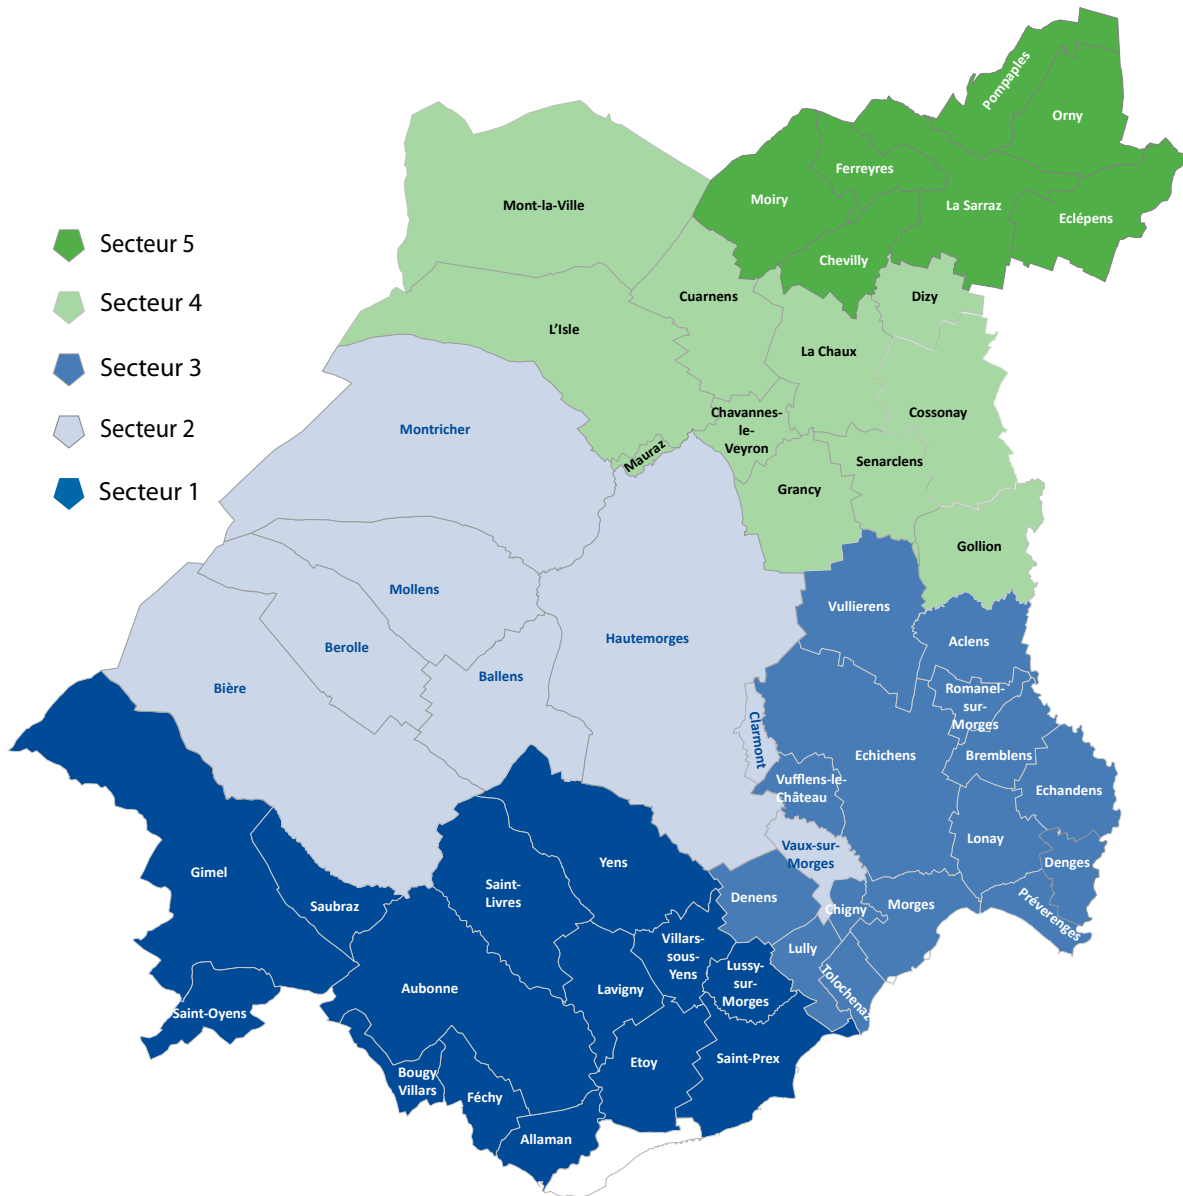 Pompaples
Orny
Ferreyres
Moiry
La Sarraz
Eclépens
Chevilly
Mont-la-Ville
Secteur 5
Secteur 4
Secteur 3
Secteur 2
Secteur 1
Cuarnens
Dizy
L'Isle
La Chaux
Cossonay
Chavannes-
le-
Veyron
Mauraz
Senarclens
Grancy
Gollion
Montricher
Mollens
Berolle
Hautemorges
Ballens
Bière
Clarmont
Vaux-sur-
Morges
Vullierens
Aclens
Romanel-
sur-
Morges
Bremblens
Echichens
Vufflens-le-
Château
Echandens
Lonay
Denges
Préverenges
Denens
Chigny
Morges
Lully
Tolochenaz
Gimel
Saubraz
Saint-
Livres
Yens
Villars-
sous-
Yens
Lussy-
sur-
Morges
Aubonne
Lavigny
Saint-Oyens
Bougy
Villars
Féchy
Etoy
Saint-Prex
Allaman